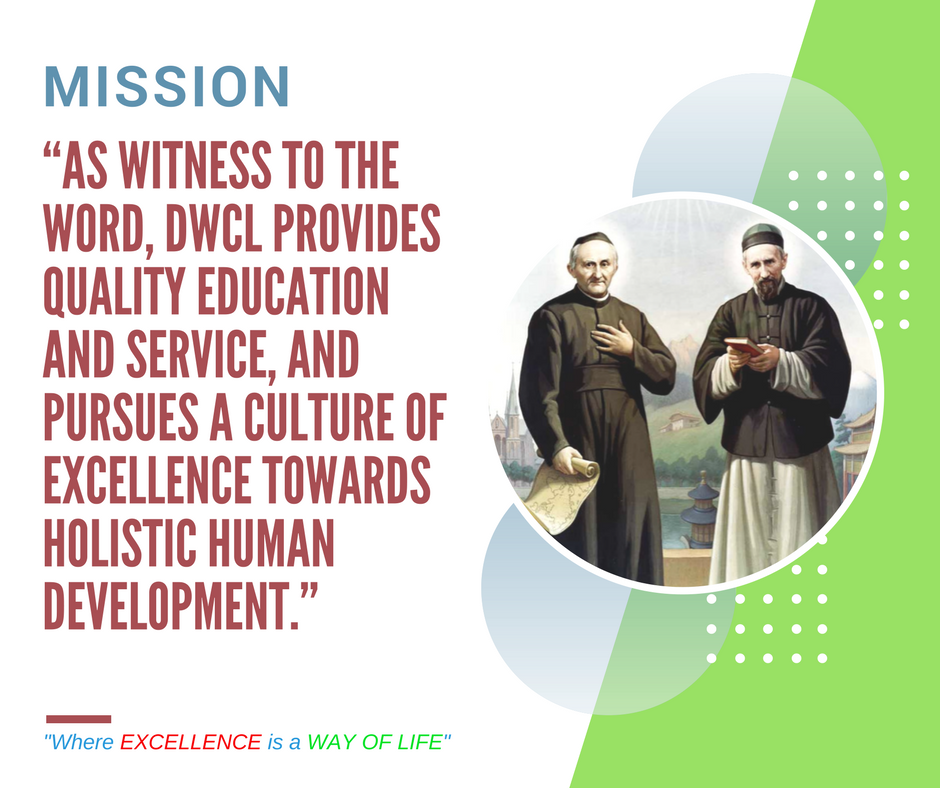 MISSION
“AS WITNESS TO THE
WORD, DWCL PROVIDES
QUALITY EDUCATION
AND SERVICE, AND
PURSUES A CULTURE OF
EXCELLENCE TOWARDS
HOLISTIC HUMAN
DEVELOPMENT.”
"Where EXCELLENCE is a WAY OF LIFE"